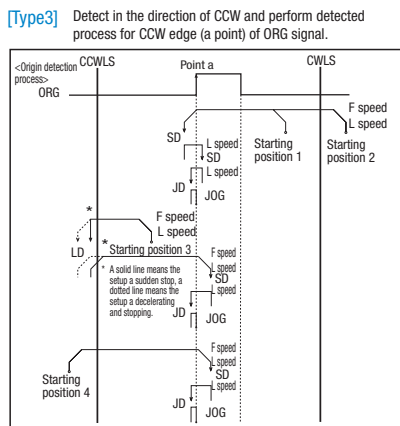 [Type3] Detect in the direction of CCW and perform detected
process for CCW edge (a point) of ORG signal.
<Origin detection
process>
CCWLS
Point a
CWLS
ORG
F speed
L speed
SD
L speed
SD
Starting
position 1
Starting
position 2
L speed
JD
JOG
*
F speed
L speed
LD
*
Starting position 3
F speed
L speed
SD
* A solid line means the
setup a sudden stop, a
dotted line means the
setup a decelerating
and stopping.
L speed
JD
JOG
F speed
L speed
SD
Starting
position 4
L speed
JD
JOG